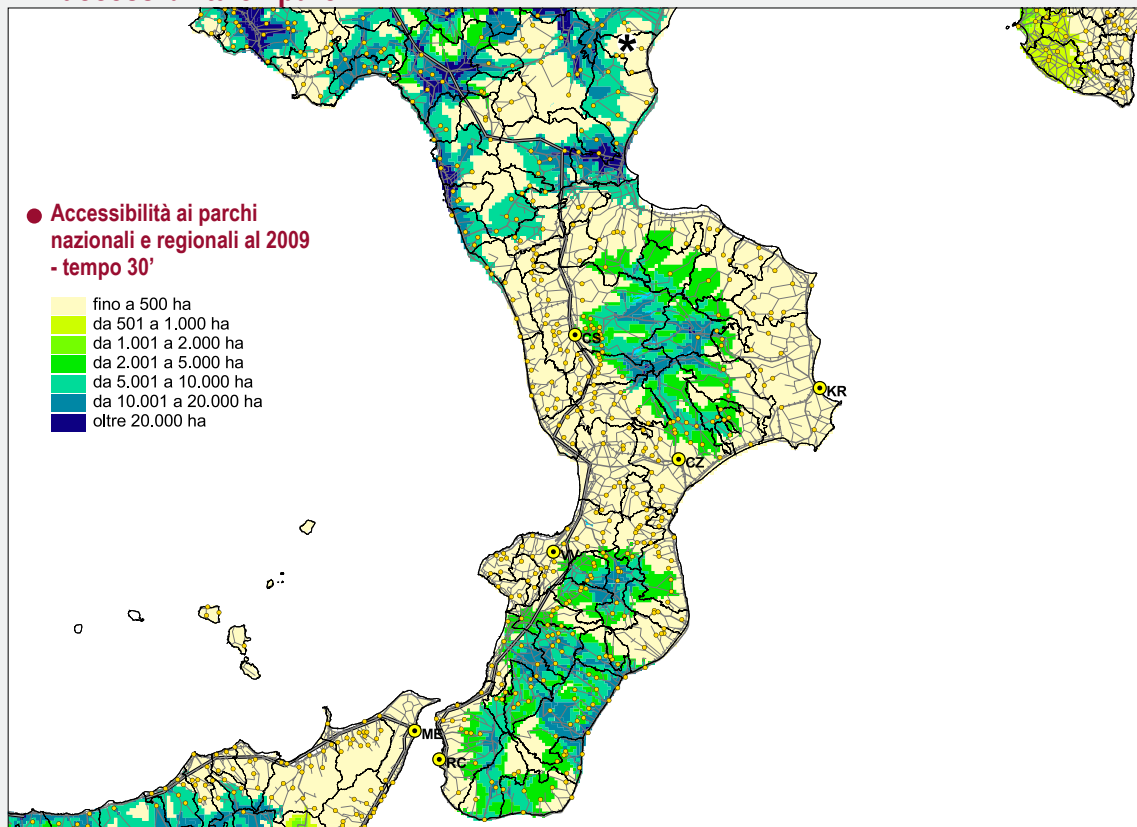 ● Accessibilità ai parchi
nazionali e regionali al 2009
- tempo 30’
fino a 500 ha
da 501 a 1.000 ha
da 1.001 a 2.000 ha
da 2.001 a 5.000 ha
da 5.001 a 10.000 ha
da 10.001 a 20.000 ha
oltre 20.000 ha
*
CS
KR
CZ
VV
ME
RC